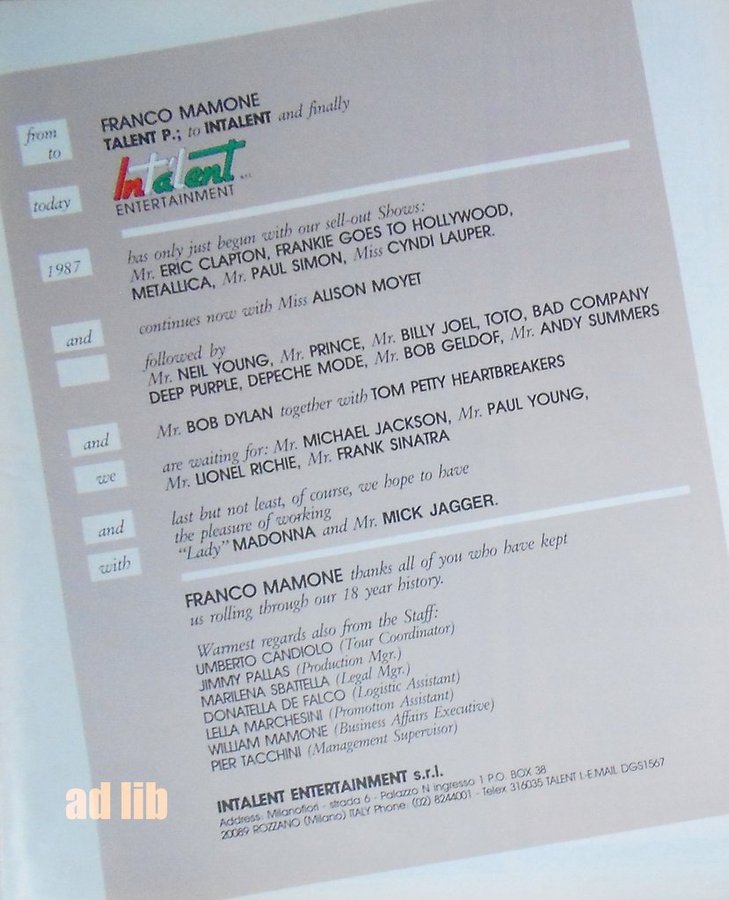 from FRANCO MAMONE
to TALENT P.; to INTALENT and finally
today Intalent s.r.l.
ENTERTAINMENT
1987 has only just begun with our sell-out Shows:
Mr. ERIC CLAPTON, FRANKIE GOES TO HOLLYWOOD,
METALLICA, Mr. PAUL SIMON, Miss CYNDI LAUPER.
and continues now with Miss ALISON MOYET
followed by
Mr. NEIL YOUNG, Mr. PRINCE, Mr. BILLY JOEL, TOTO, BAD COMPANY
DEEP PURPLE, DEPECHE MODE, Mr. BOB GELDOF, Mr. ANDY SUMMERS
and Mr. BOB DYLAN together with TOM PETTY HEARTBREAKERS
we are waiting for: Mr. MICHAEL JACKSON, Mr. PAUL YOUNG,
Mr. LIONEL RICHIE, Mr. FRANK SINATRA
and last but not least, of course, we hope to have
the pleasure of working
with "Lady" MADONNA and Mr. MICK JAGGER.
FRANCO MAMONE thanks all of you who have kept
us rolling through our 18 year history.
Warmest regards also from the Staff:
UMBERTO CANDIOLO (Tour Coordinator)
JIMMY PALLAS (Production Mgr.)
MARILENA SBATTELLA (Legal Mgr.)
DONATELLA DE FALCO (Logistic Assistant)
LELLA MARCHESINI (Promotion Assistant)
WILLIAM MAMONE (Business Affairs Executive)
PIER TACCHINI (Management Supervisor)
INTALENT ENTERTAINMENT s.r.l.
Address: Milanofiori - strada 6 - Palazzo N ingresso 1 P.O. BOX 38
20089 ROZZANO (Milano) ITALY Phone: (02) 8244001 - Telex 316035 TALENT I.-E.MAIL DGS1567
ad lib